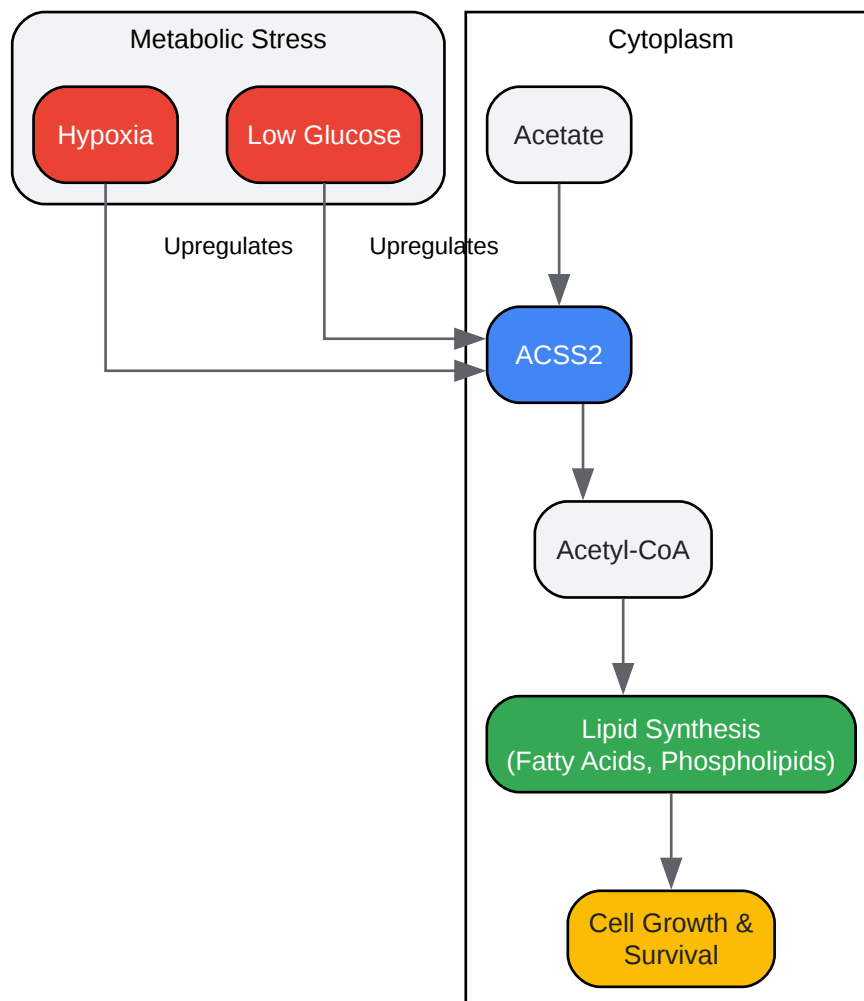 Metabolic Stress
Cytoplasm
Hypoxia
Low Glucose
Acetate
Upregulates
Upregulates
ACSS2
Acetyl-CoA
Lipid Synthesis
(Fatty Acids, Phospholipids)
Cell Growth &
Survival